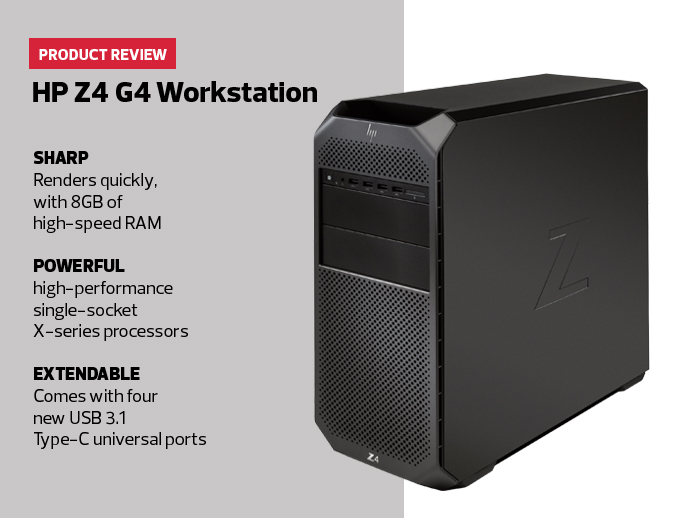 PRODUCT REVIEW
HP Z4 G4 Workstation
SHARP
Renders quickly,
with 8GB of
high-speed RAM
POWERFUL
high-performance
single-socket
X-series processors
EXTENDABLE
Comes with four
new USB 3.1
Type-C universal ports
hp
Z
Z4